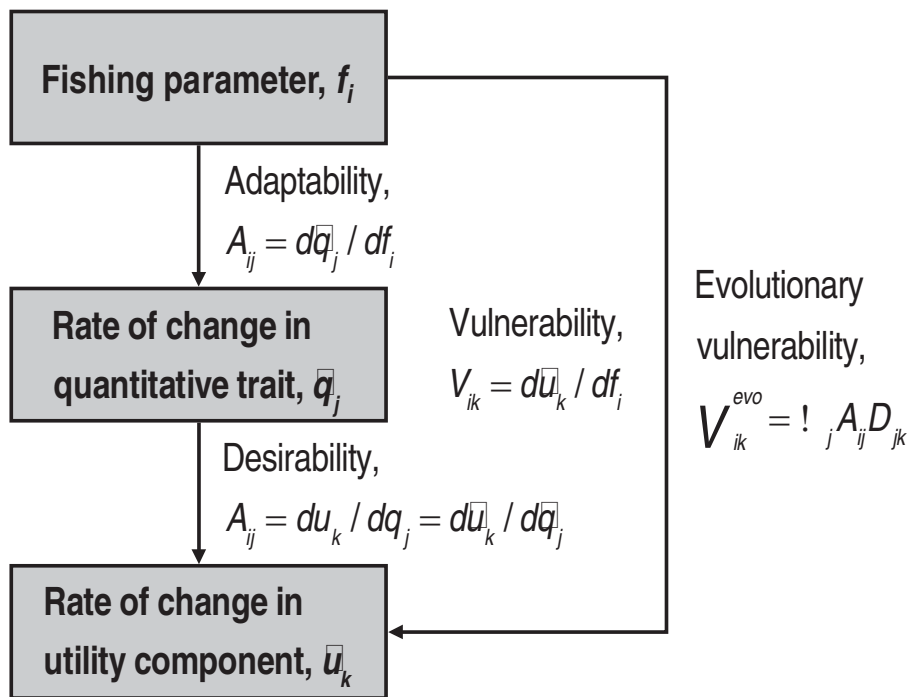 Fishing parameter, f_i
Adaptability,
A_ij = dq̄_j / df_i
Rate of change in
quantitative trait, q̄_j
Vulnerability,
V_ik = dū_k / df_i
Evolutionary
vulnerability,
V_ik^evo = ! _j A_ij D_jk
Desirability,
A_ij = du_k / dq_j = dū_k / dq̄_j
Rate of change in
utility component, ū_k